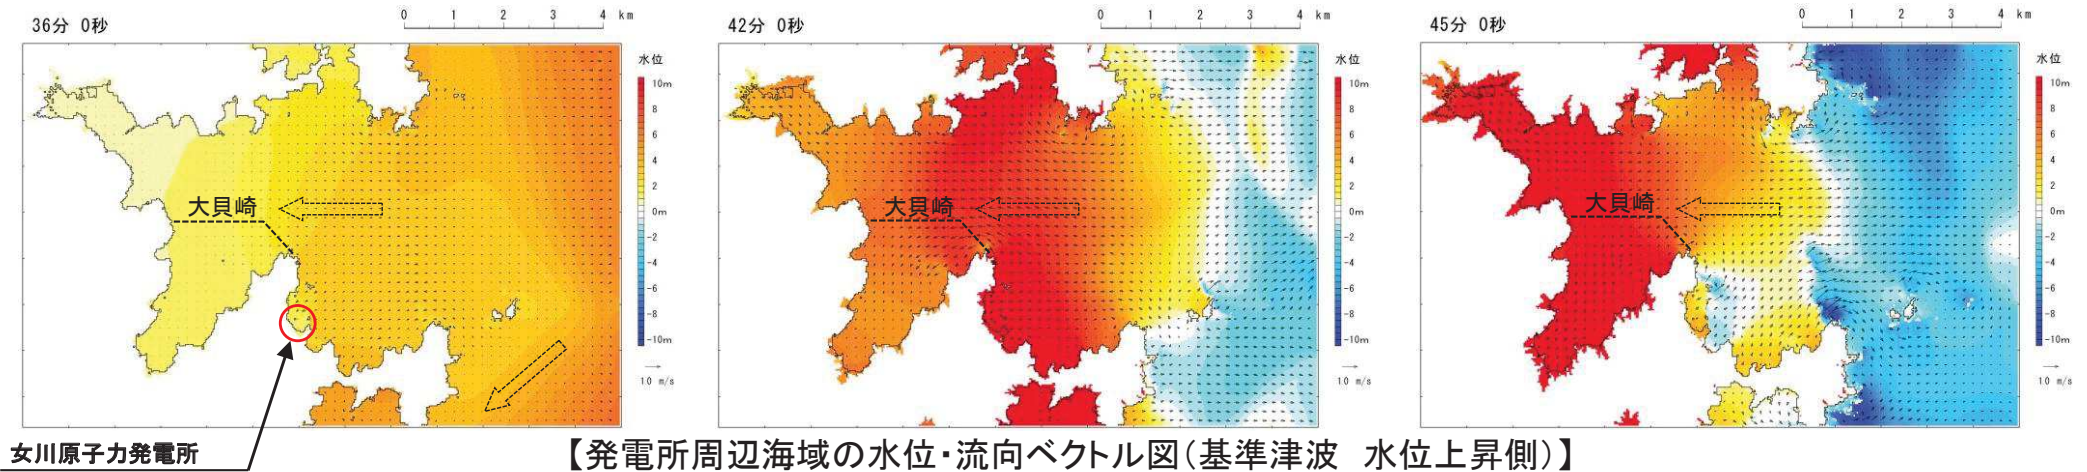 36分 0秒
0 1 2 3 4 km
水位
10m
8
6
4
2
0m
-2
-4
-6
-8
-10m
10 m/s
大貝崎
女川原子力発電所
42分 0秒
0 1 2 3 4 km
水位
10m
8
6
4
2
0m
-2
-4
-6
-8
-10m
10 m/s
大貝崎
45分 0秒
0 1 2 3 4 km
水位
10m
8
6
4
2
0m
-2
-4
-6
-8
-10m
10 m/s
大貝崎
【発電所周辺海域の水位・流向ベクトル図(基準津波 水位上昇側)】